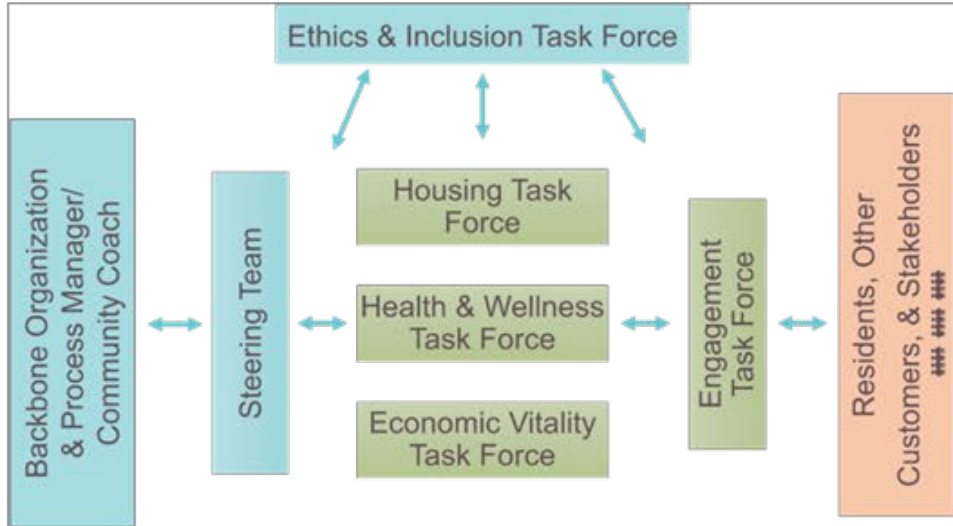 Ethics & Inclusion Task Force
Backbone Organization
& Process Manager/
Community Coach
Steering Team
Housing Task
Force
Health & Wellness
Task Force
Economic Vitality
Task Force
Engagement
Task Force
Residents, Other
Customers, & Stakeholders